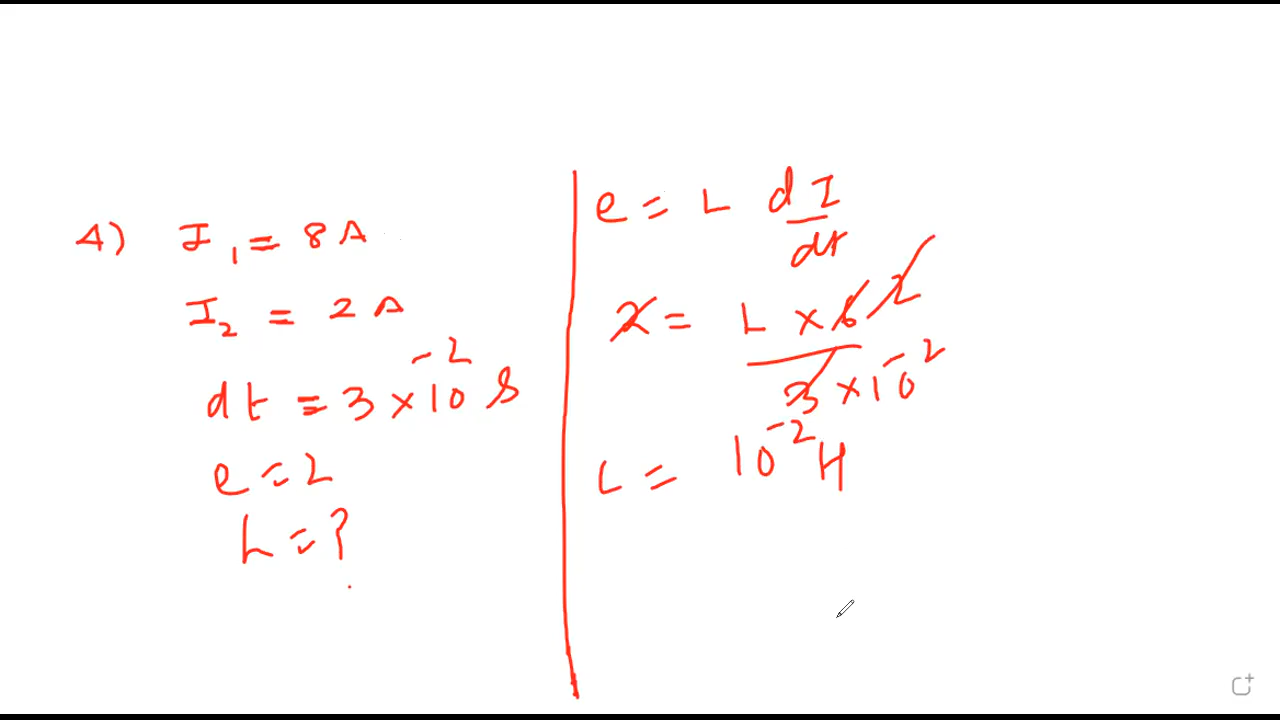 4) I₁ = 8A
I₂ = 2A
dt = 3×10⁻² s
e = 2
L = ?
e = L dI/dt
2 = L × 6 2 / 3 × 10⁻²
L = 10⁻² H